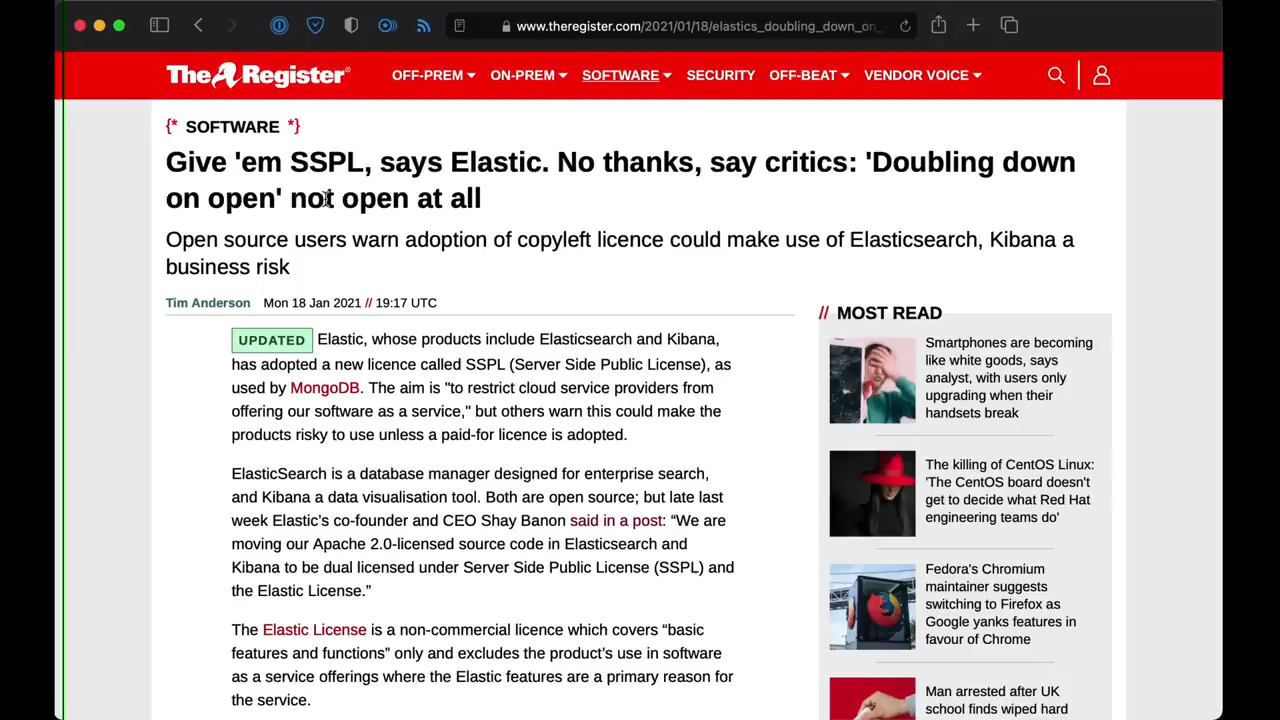 www.theregister.com/2021/01/18/elastics_doubling_down_on_
The Register®
OFF-PREM ON-PREM SOFTWARE SECURITY OFF-BEAT VENDOR VOICE
{* SOFTWARE *}
Give 'em SSPL, says Elastic. No thanks, say critics: 'Doubling down
on open' not open at all
Open source users warn adoption of copyleft licence could make use of Elasticsearch, Kibana a
business risk
Tim Anderson Mon 18 Jan 2021 // 19:17 UTC
UPDATED Elastic, whose products include Elasticsearch and Kibana,
has adopted a new licence called SSPL (Server Side Public License), as
used by MongoDB. The aim is "to restrict cloud service providers from
offering our software as a service," but others warn this could make the
products risky to use unless a paid-for licence is adopted.
ElasticSearch is a database manager designed for enterprise search,
and Kibana a data visualisation tool. Both are open source; but late last
week Elastic's co-founder and CEO Shay Banon said in a post: “We are
moving our Apache 2.0-licensed source code in Elasticsearch and
Kibana to be dual licensed under Server Side Public License (SSPL) and
the Elastic License.”
The Elastic License is a non-commercial licence which covers “basic
features and functions” only and excludes the product’s use in software
as a service offerings where the Elastic features are a primary reason for
the service.
// MOST READ
Smartphones are becoming
like white goods, says
analyst, with users only
upgrading when their
handsets break
The killing of CentOS Linux:
'The CentOS board doesn't
get to decide what Red Hat
engineering teams do'
Fedora's Chromium
maintainer suggests
switching to Firefox as
Google yanks features in
favour of Chrome
Man arrested after UK
school finds wiped hard